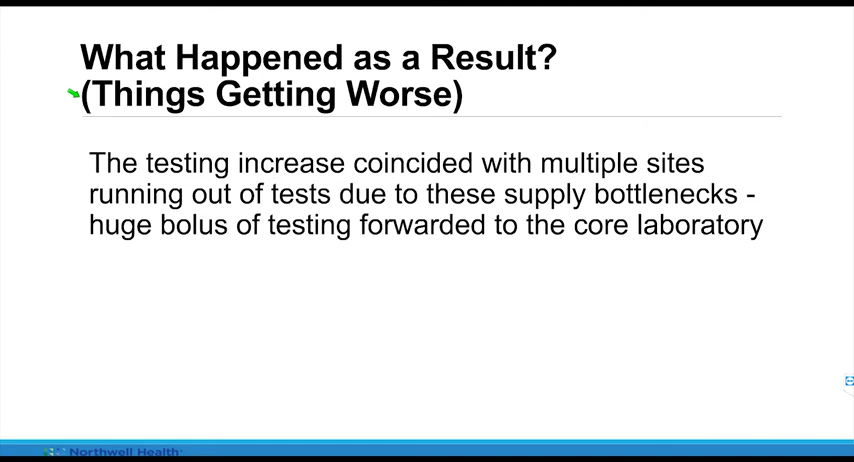 What Happened as a Result?
(Things Getting Worse)
The testing increase coincided with multiple sites
running out of tests due to these supply bottlenecks -
huge bolus of testing forwarded to the core laboratory
Northwell Health